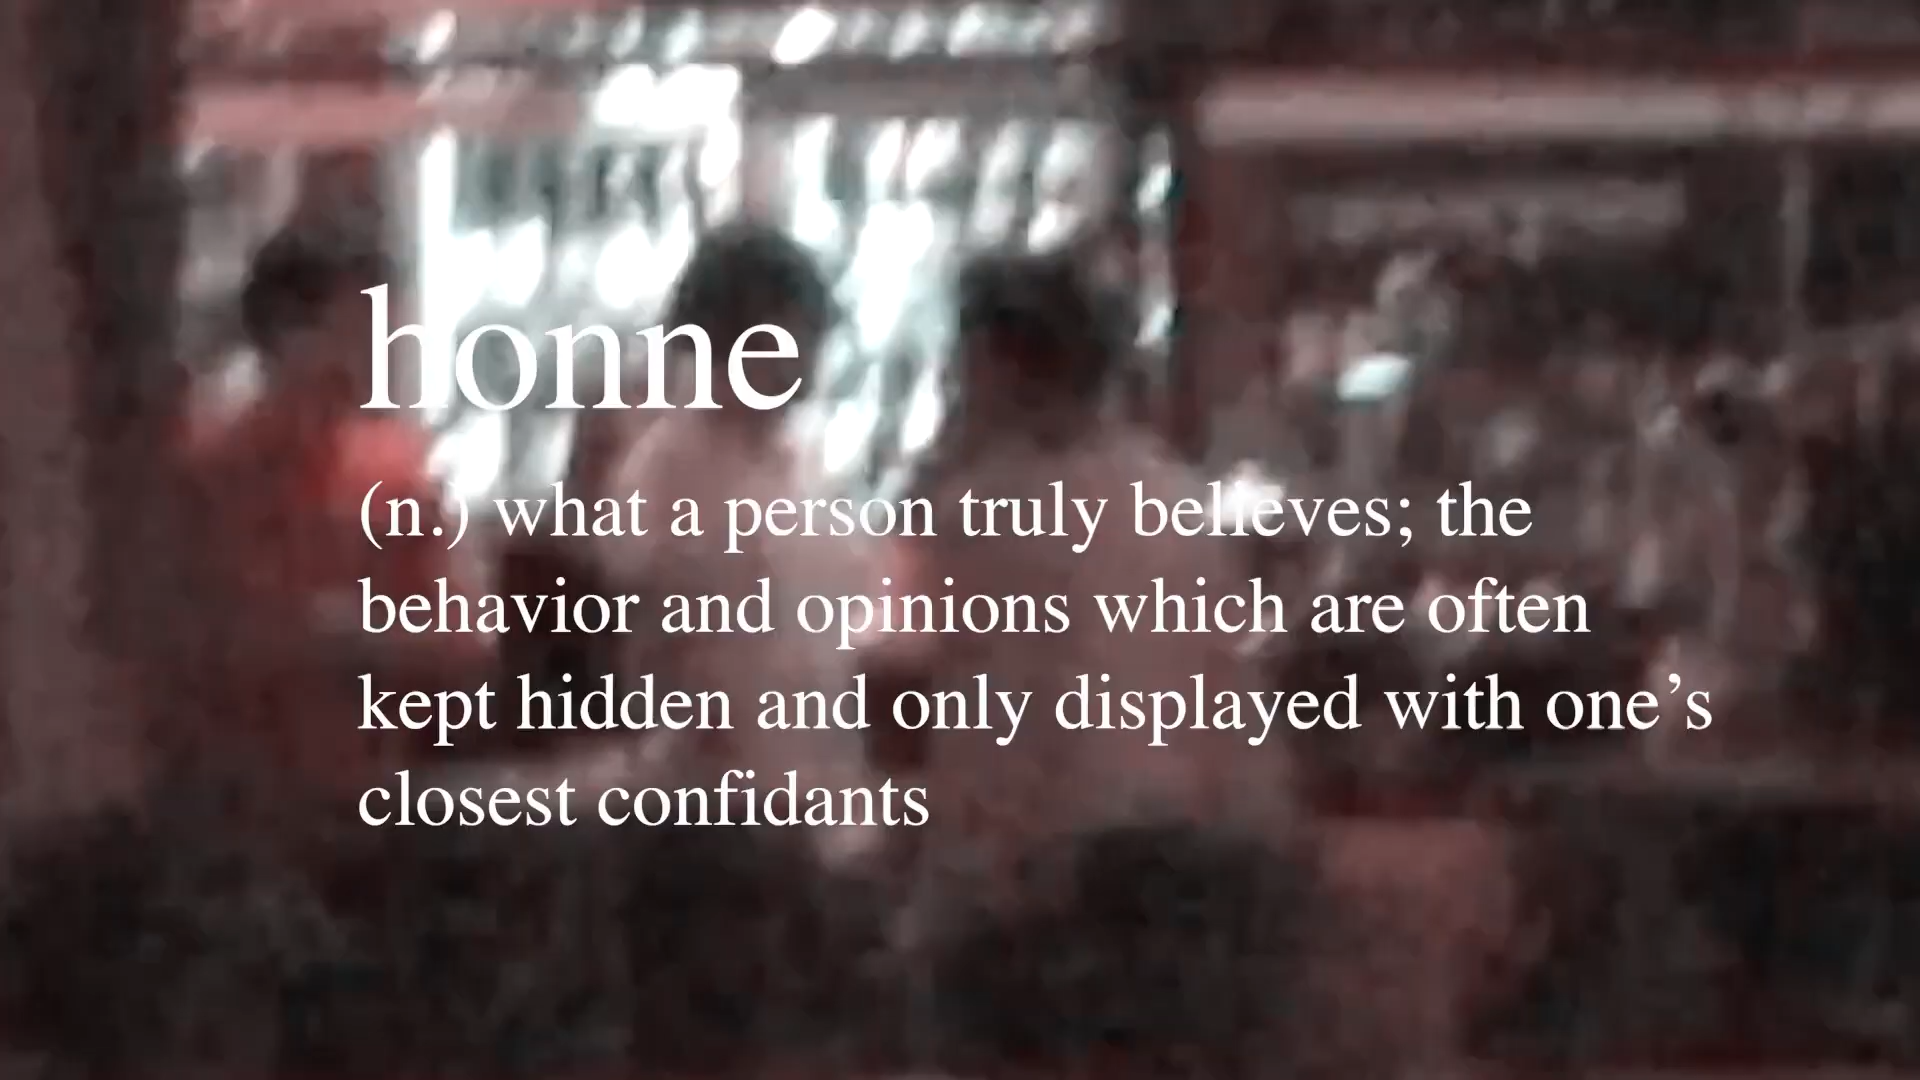 honne
(n.) what a person truly believes; the
behavior and opinions which are often
kept hidden and only displayed with one’s
closest confidants